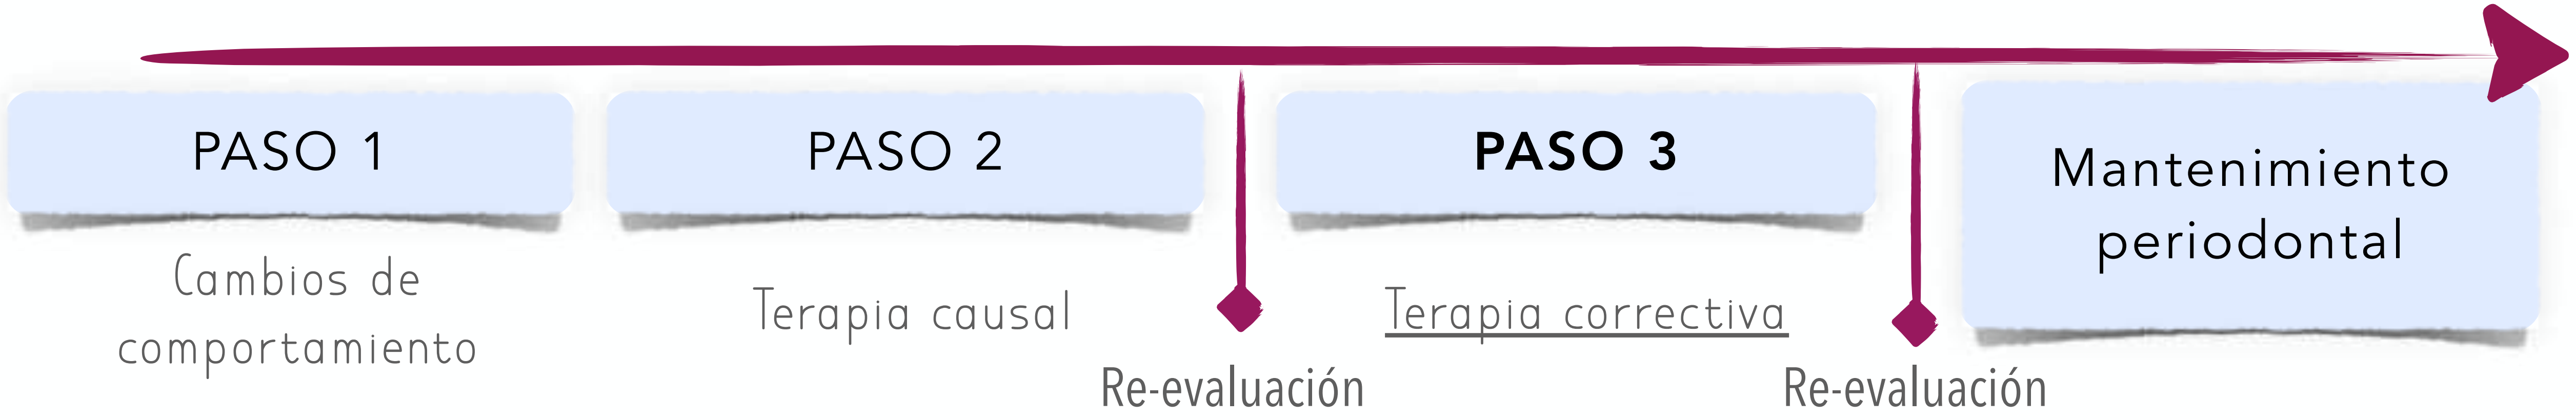 PASO 1
Cambios de
comportamiento
PASO 2
Terapia causal
Re-evaluación
PASO 3
Terapia correctiva
Re-evaluación
Mantenimiento
periodontal